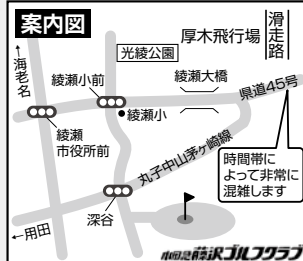 案内図
厚木飛行場
滑走路
光綾公園
←海老名
綾瀬小前
綾瀬大橋
県道45号
綾瀬小
綾瀬
市役所前
丸子中山茅ヶ崎線
時間帯に
よって非常に
混雑します
深谷
←用田
小田急藤沢ゴルフクラブ